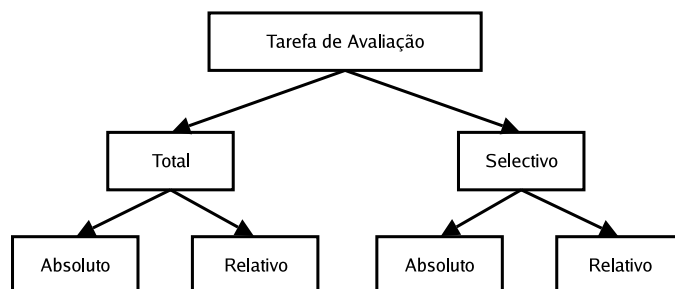 Tarefa de Avaliação
Total
Selectivo
Absoluto
Relativo
Absoluto
Relativo